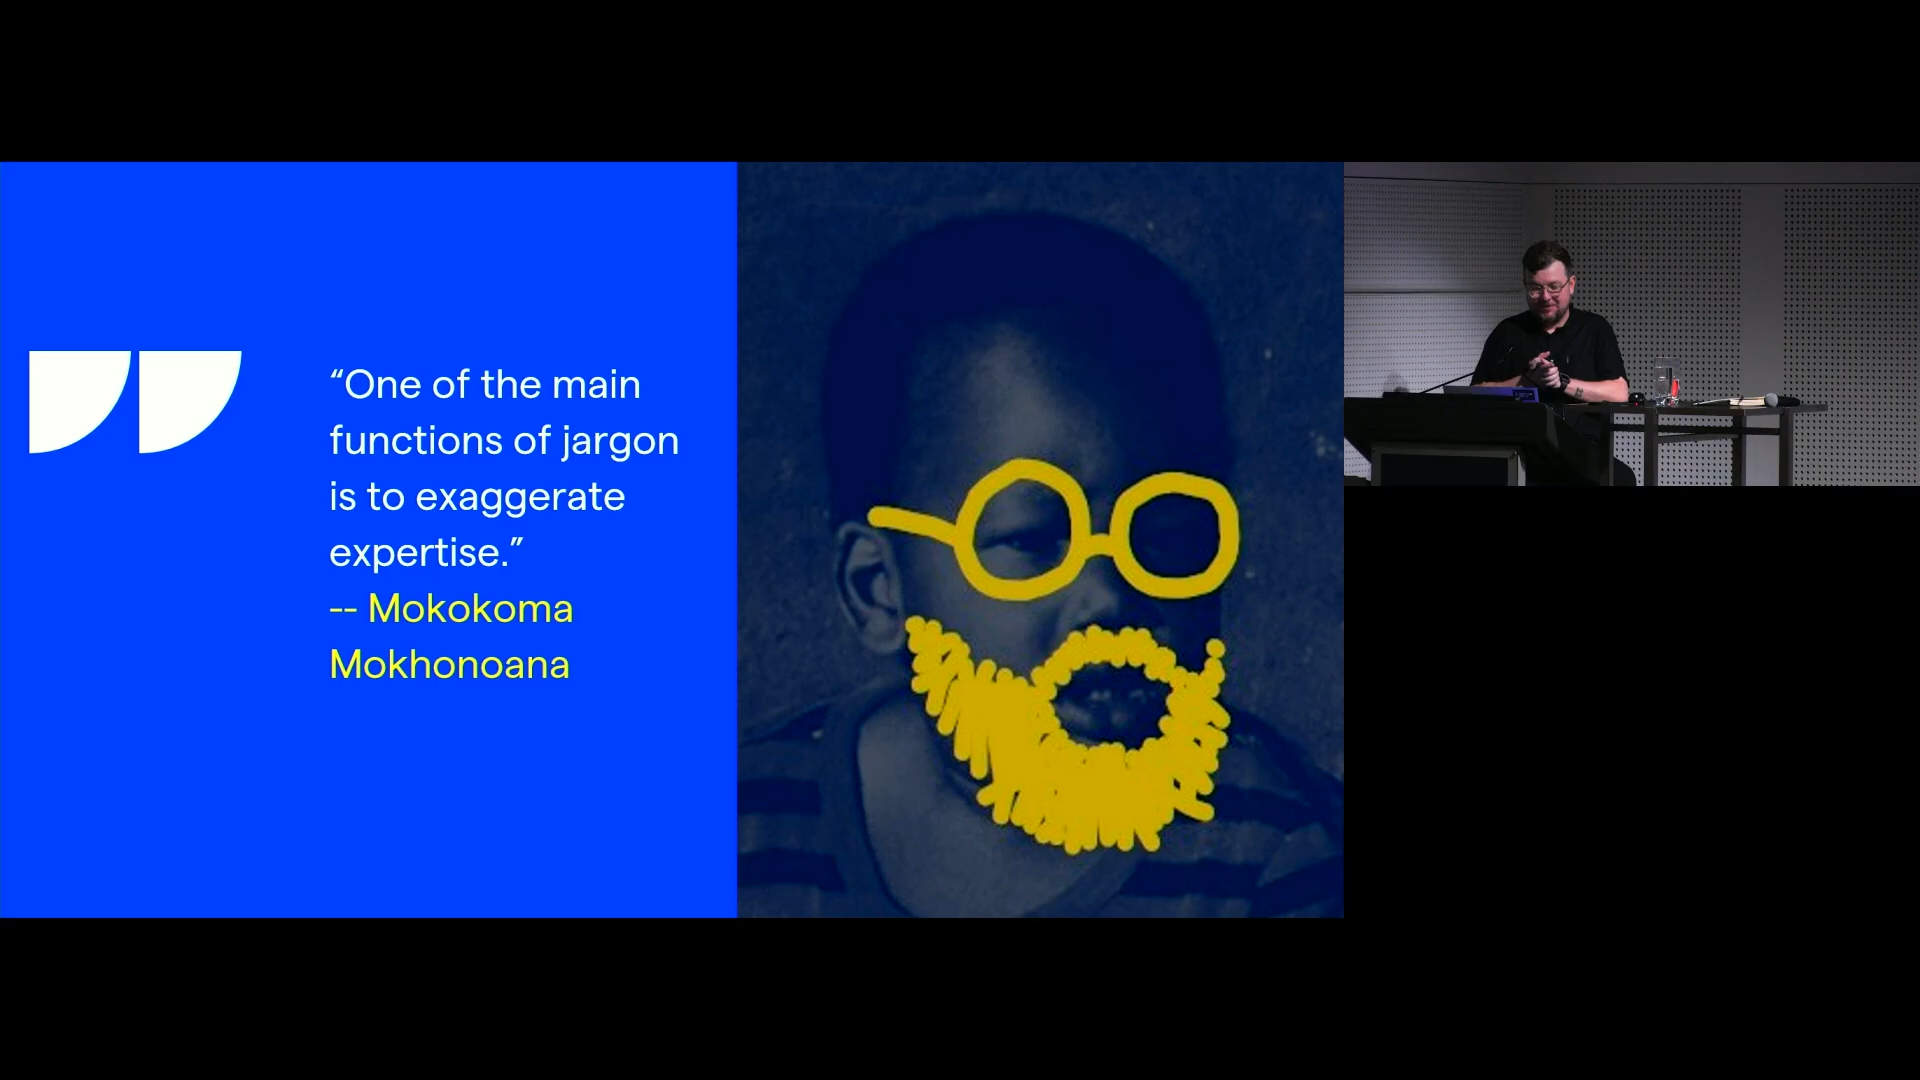 “One of the main
functions of jargon
is to exaggerate
expertise.”
-- Mokokoma
Mokhonoana